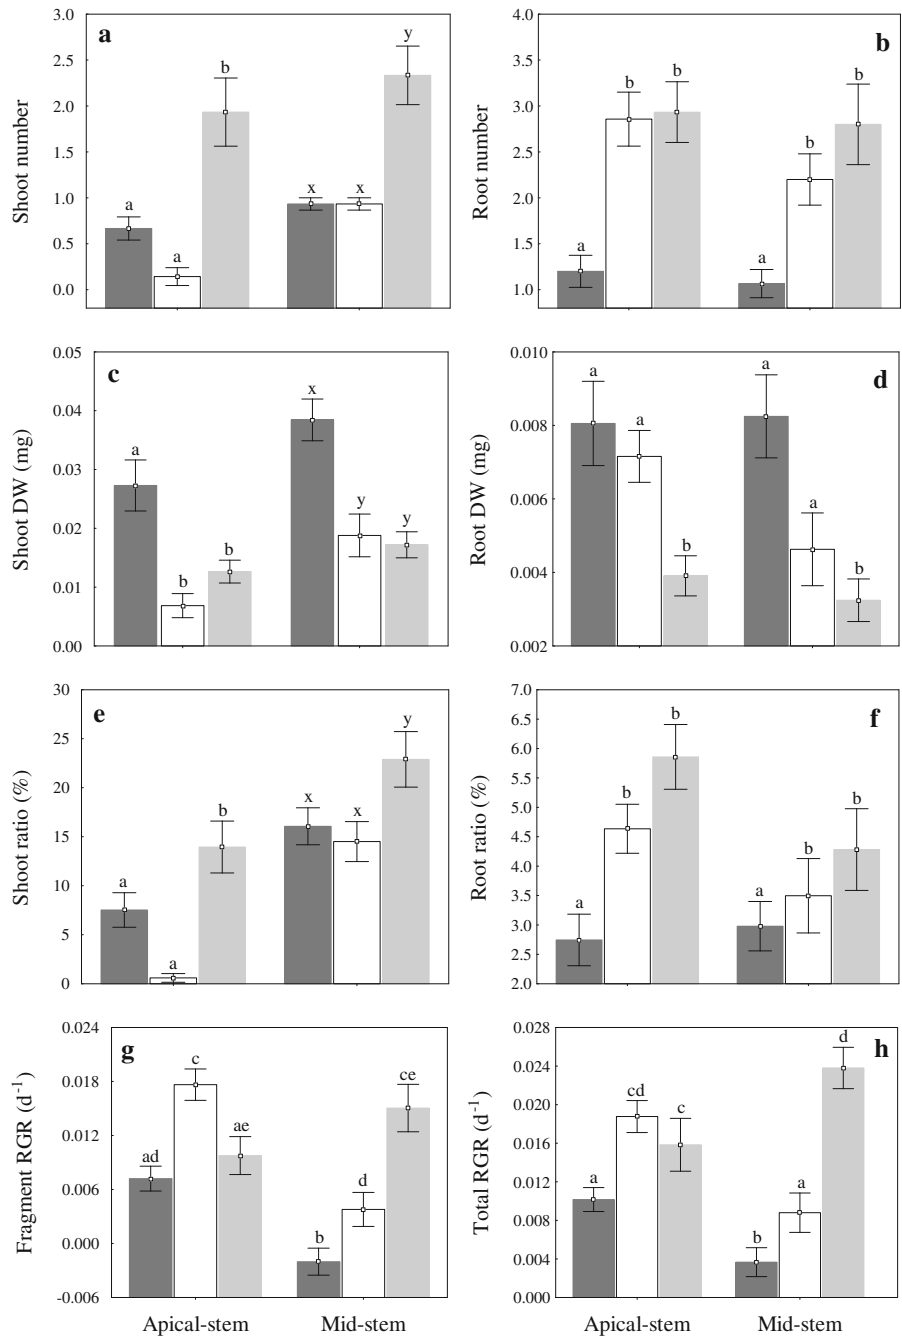 a
Shoot number
3.0
2.5
2.0
1.5
1.0
0.5
0.0
a
a
b
x
x
y
b
Root number
4.0
3.5
3.0
2.5
2.0
1.5
1.0
a
b
b
a
b
b
c
Shoot DW (mg)
0.05
0.04
0.03
0.02
0.01
0.00
a
b
b
x
y
y
d
Root DW (mg)
0.010
0.008
0.006
0.004
0.002
a
a
b
a
a
b
e
Shoot ratio (%)
30
25
20
15
10
5
0
a
a
b
x
x
y
f
Root ratio (%)
7.0
6.5
6.0
5.5
5.0
4.5
4.0
3.5
3.0
2.5
2.0
a
b
b
a
b
b
g
Fragment RGR (d⁻¹)
0.024
0.018
0.012
0.006
0.000
-0.006
ad
c
ae
b
d
ce
Apical-stem
Mid-stem
h
Total RGR (d⁻¹)
0.028
0.024
0.020
0.016
0.012
0.008
0.004
0.000
a
cd
c
b
a
d
Apical-stem
Mid-stem